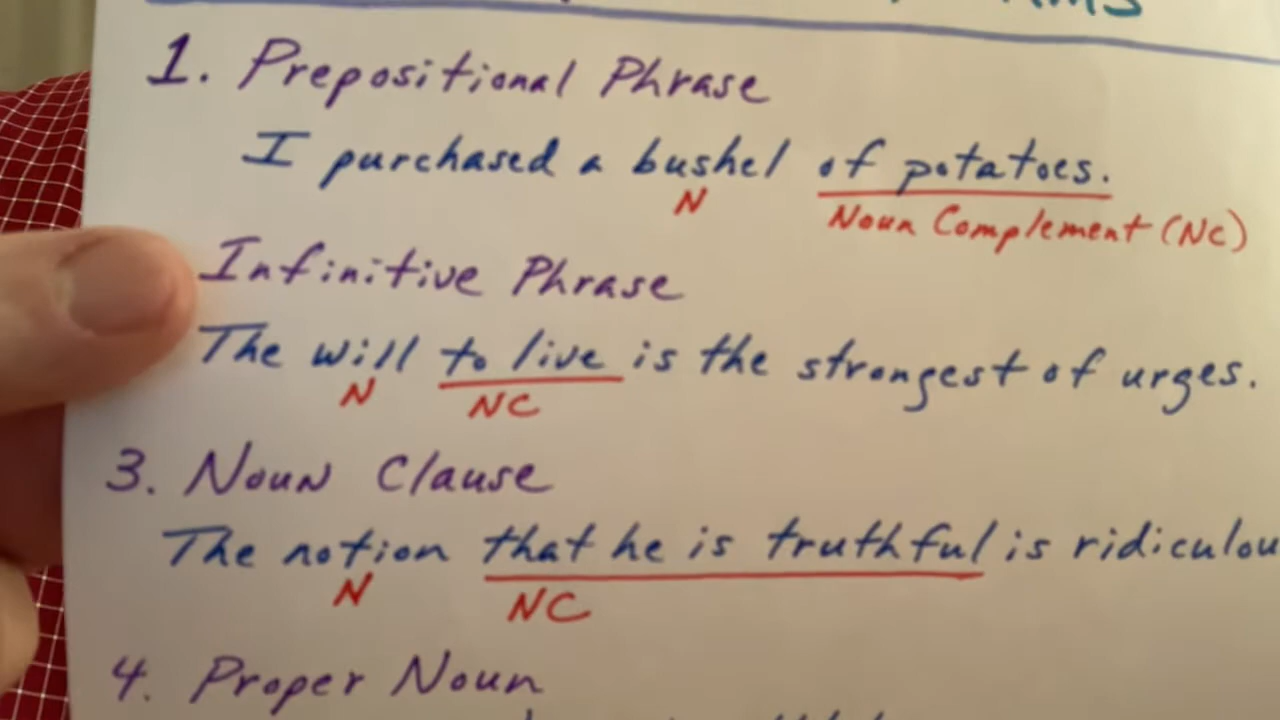 1. Prepositional Phrase
I purchased a bushel of potatoes.
N Noun Complement (NC)
Infinitive Phrase
The will to live is the strongest of urges.
N NC
3. Noun Clause
The notion that he is truthful is ridiculou
N NC
4. Proper Noun